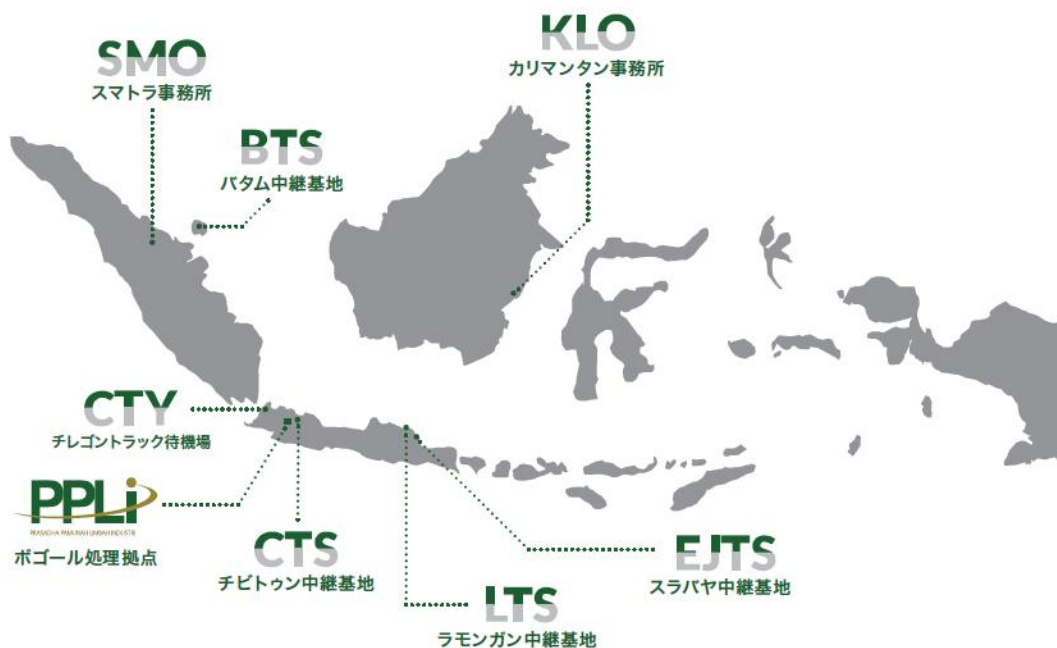 KLO
カリマンタン事務所
SMO
スマトラ事務所
BTS
バタム中継基地
CTY
チレゴントラック待機場
PPLi
PRASADHA PAMUNAH LIMBAH INDUSTRI
ボゴール処理拠点
CTS
チビトゥン中継基地
EJTS
スラバヤ中継基地
LTS
ラモンガン中継基地